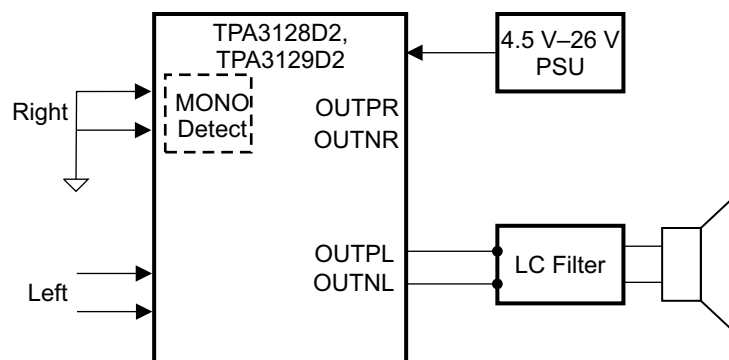 TPA3128D2,
TPA3129D2
4.5 V–26 V
PSU
Right
MONO
Detect
OUTPR
OUTNR
Left
OUTPL
OUTNL
LC Filter